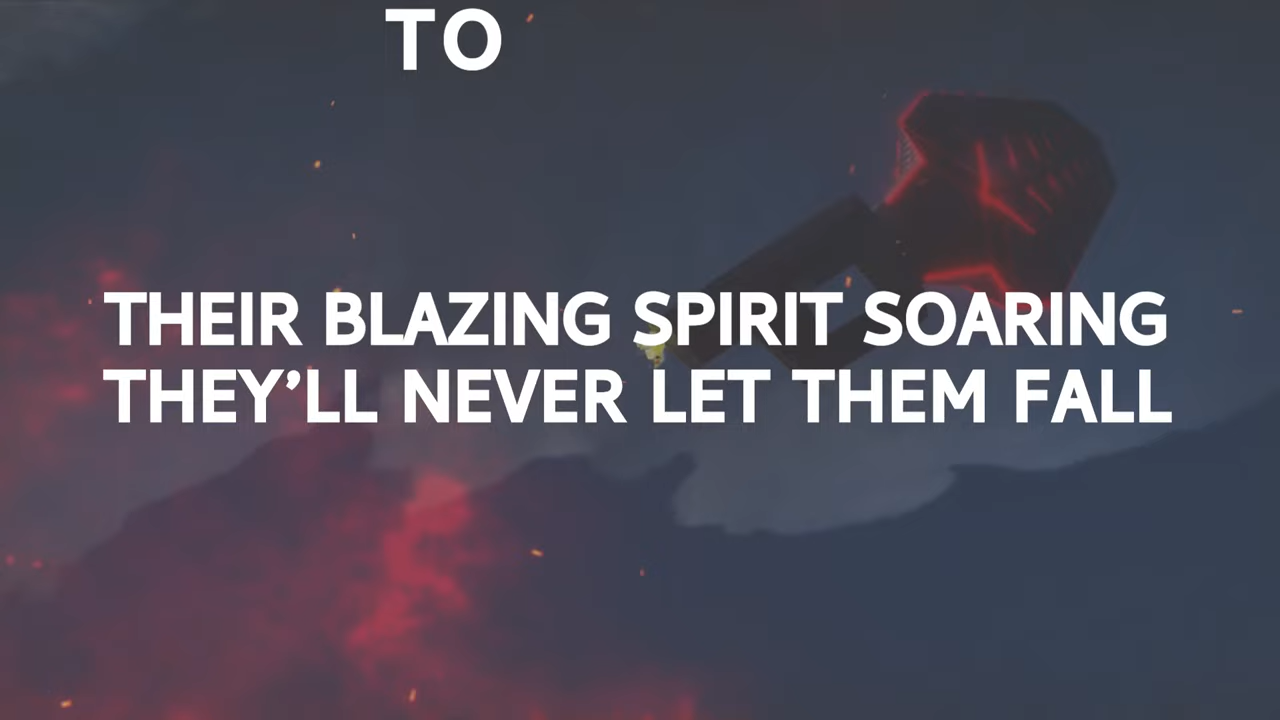 TO
THEIR BLAZING SPIRIT SOARING
THEY’LL NEVER LET THEM FALL